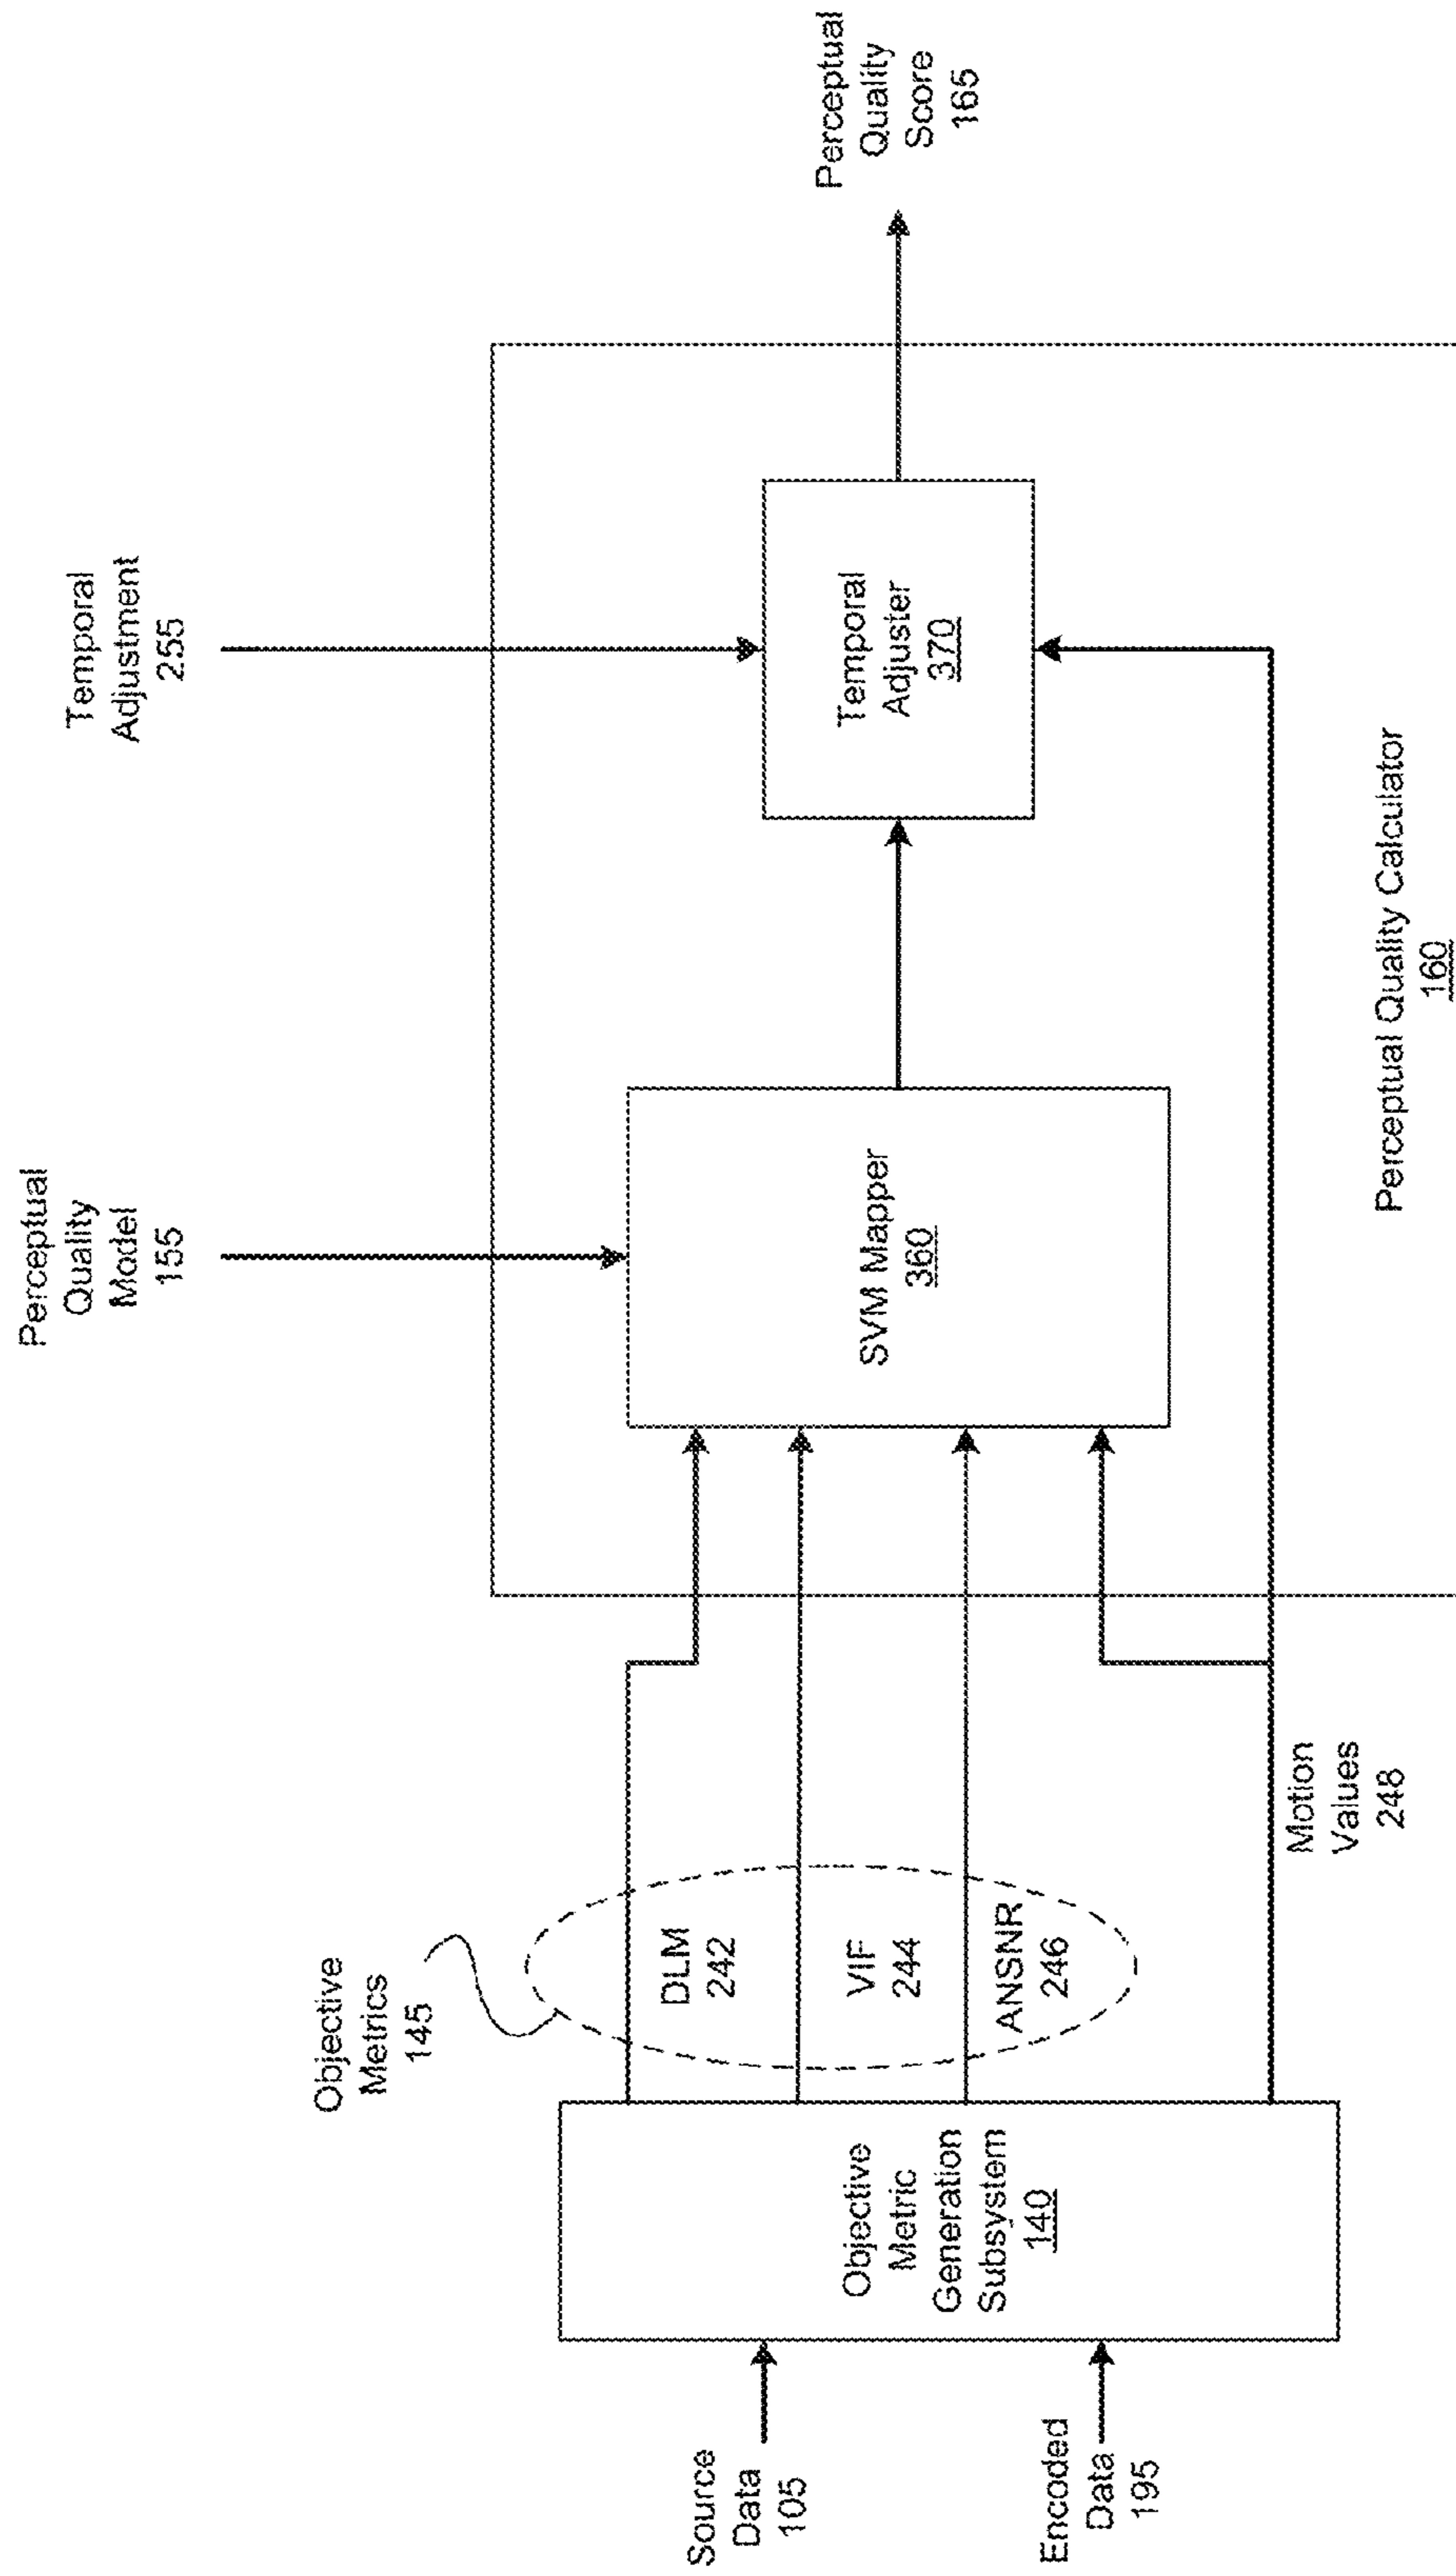 Source
Data
105
Encoded
Data
195
Objective
Metric
Generation
Subsystem
140
Objective
Metrics
145
DLM
242
VIF
244
ANSNR
246
Motion
Values
248
Perceptual
Quality
Model
155
SVM Mapper
360
Temporal
Adjustment
255
Temporal
Adjuster
370
Perceptual Quality Calculator
160
Perceptual
Quality
Score
165